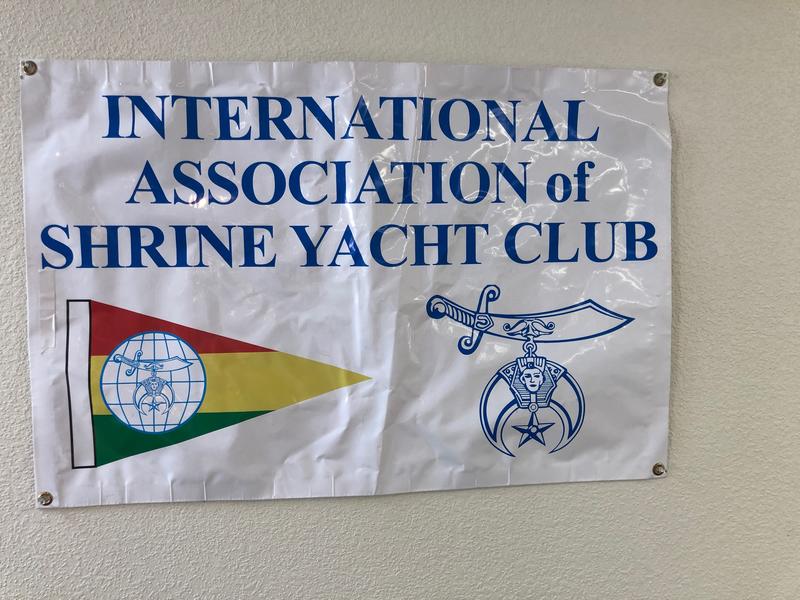 INTERNATIONAL
ASSOCIATION of
SHRINE YACHT CLUB